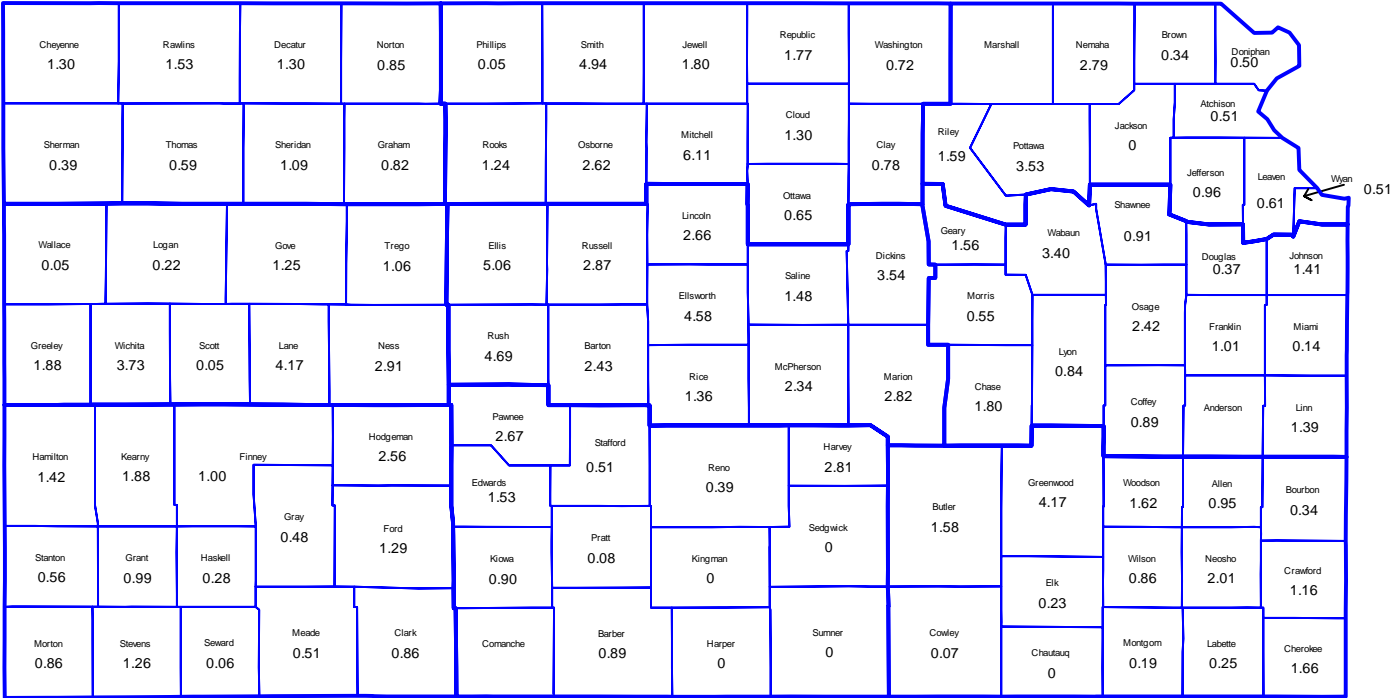 Cheyenne
1.30
Rawlins
1.53
Decatur
1.30
Norton
0.85
Phillips
0.05
Smith
4.94
Jewell
1.80
Republic
1.77
Washington
0.72
Marshall
Nemaha
2.79
Brown
0.34
Doniphan
0.50
Sherman
0.39
Thomas
0.59
Sheridan
1.09
Graham
0.82
Rooks
1.24
Osborne
2.62
Mitchell
6.11
Cloud
1.30
Clay
0.78
Riley
1.59
Pottawa
3.53
Jackson
0
Atchison
0.51
Jefferson
0.96
Leaven
0.61
Wyan
0.51
Wallace
0.05
Logan
0.22
Gove
1.25
Trego
1.06
Ellis
5.06
Russell
2.87
Lincoln
2.66
Ottawa
0.65
Saline
1.48
Dickins
3.54
Geary
1.56
Wabaun
3.40
Shawnee
0.91
Douglas
0.37
Johnson
1.41
Greeley
1.88
Wichita
3.73
Scott
0.05
Lane
4.17
Ness
2.91
Rush
4.69
Barton
2.43
Ellsworth
4.58
Rice
1.36
McPherson
2.34
Marion
2.82
Morris
0.55
Chase
1.80
Lyon
0.84
Osage
2.42
Coffey
0.89
Franklin
1.01
Miami
0.14
Anderson
Linn
1.39
Hamilton
1.42
Kearny
1.88
Finney
1.00
Hodgeman
2.56
Pawnee
2.67
Stafford
0.51
Edwards
1.53
Gray
0.48
Ford
1.29
Reno
0.39
Harvey
2.81
Sedgwick
0
Butler
1.58
Greenwood
4.17
Woodson
1.62
Allen
0.95
Bourbon
0.34
Stanton
0.56
Grant
0.99
Haskell
0.28
Kiowa
0.90
Pratt
0.08
Kingman
0
Elk
0.23
Wilson
0.86
Neosho
2.01
Crawford
1.16
Morton
0.86
Stevens
1.26
Seward
0.06
Meade
0.51
Clark
0.86
Comanche
Barber
0.89
Harper
0
Sumner
0
Cowley
0.07
Chautauq
0
Montgom
0.19
Labette
0.25
Cherokee
1.66